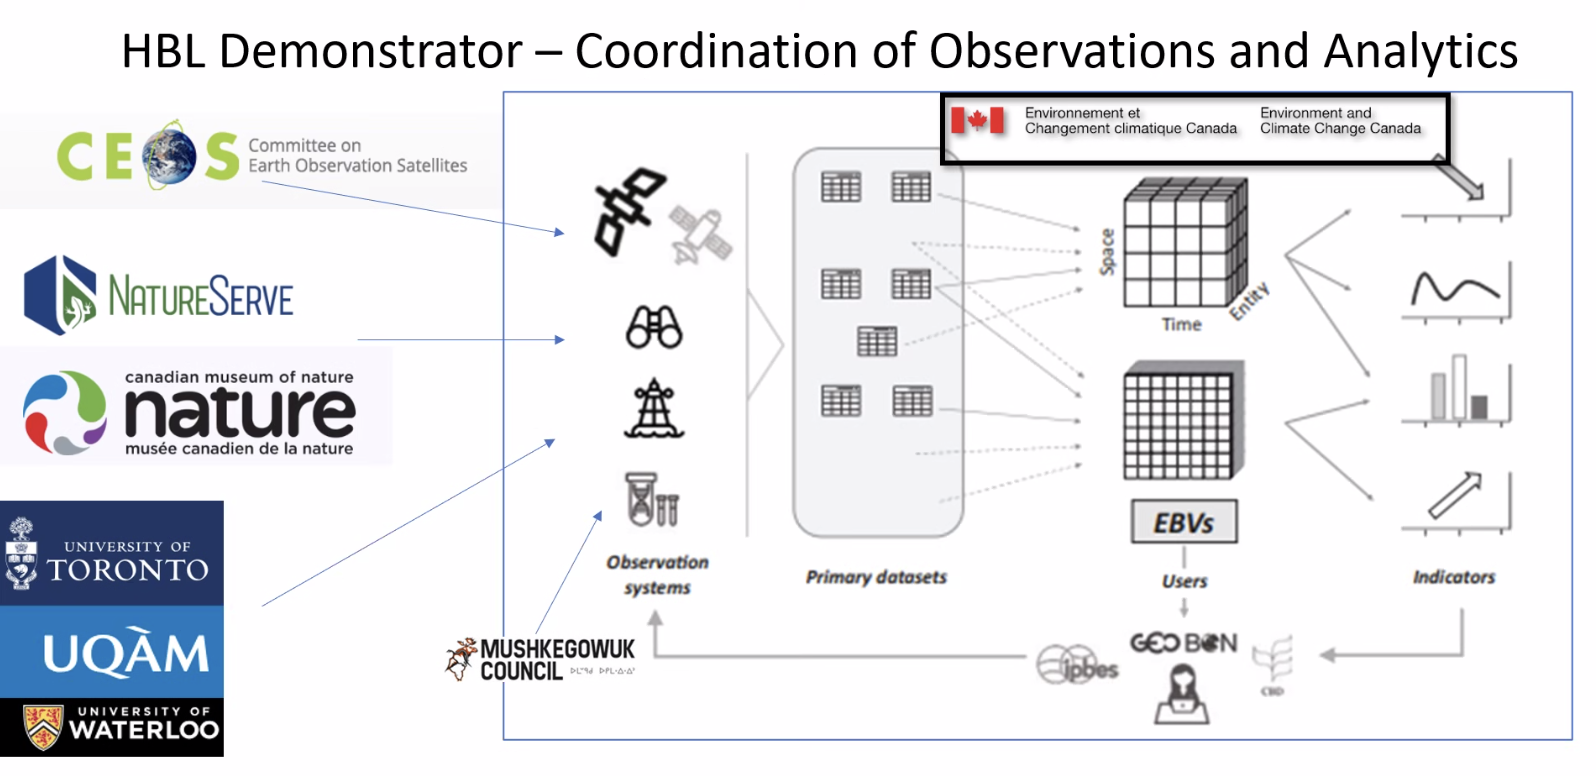 HBL Demonstrator – Coordination of Observations and Analytics
Environnement et
Changement climatique Canada
Environment and
Climate Change Canada
CEOS
Committee on
Earth Observation Satellites
NATURESERVE
canadian museum of nature
nature
musée canadien de la nature
UNIVERSITY OF
TORONTO
UQÀM
UNIVERSITY OF
WATERLOO
MUSHKEGOWUK
COUNCIL
Observation
systems
Primary datasets
Space
Time
Entity
EBVs
Users
Indicators
ipbes
GEO BON
CBD